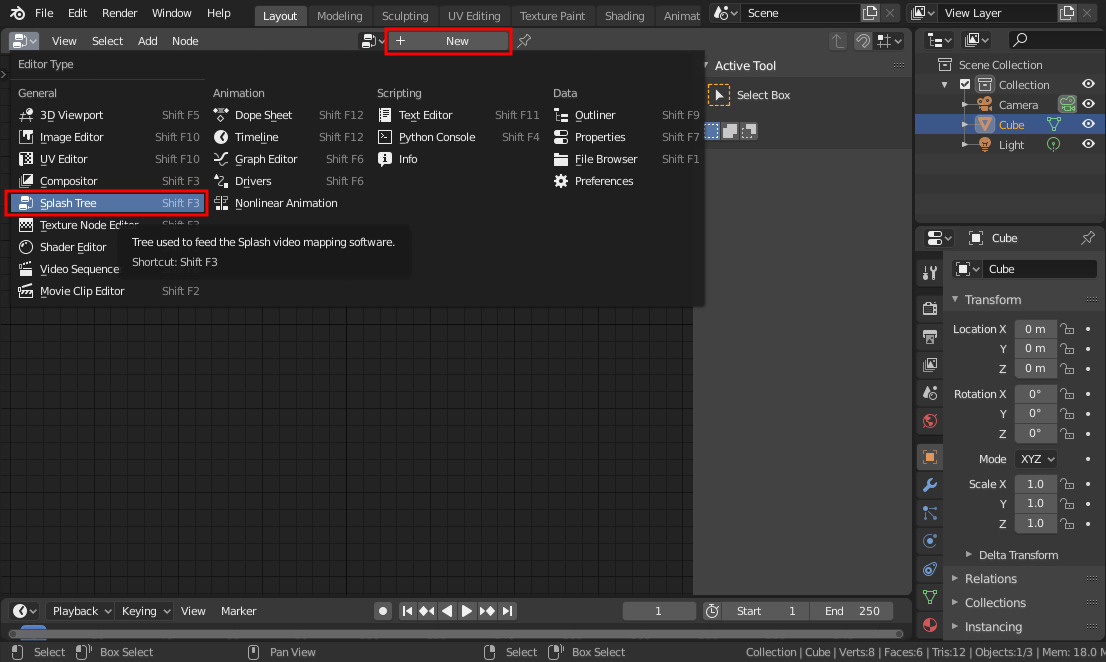 File Edit Render Window Help Layout Modeling Sculpting UV Editing Texture Paint Shading Animat Scene View Layer
View Select Add Node New
Editor Type
General
3D Viewport Shift F5
Image Editor Shift F10
UV Editor Shift F10
Compositor Shift F3
Splash Tree Shift F3
Texture Node Editor Shift F3
Shader Editor
Video Sequence
Movie Clip Editor Shift F2
Animation
Dope Sheet Shift F12
Timeline Shift F12
Graph Editor Shift F6
Drivers Shift F6
Nonlinear Animation
Scripting
Text Editor Shift F11
Python Console Shift F4
Info
Data
Outliner Shift F9
Properties Shift F7
File Browser Shift F1
Preferences
Tree used to feed the Splash video mapping software.
Shortcut: Shift F3
Active Tool
Select Box
Scene Collection
Collection
Camera
Cube
Light
Cube
Cube
Transform
Location X 0 m
Y 0 m
Z 0 m
Rotation X 0°
Y 0°
Z 0°
Mode XYZ
Scale X 1.0
Y 1.0
Z 1.0
Delta Transform
Relations
Collections
Instancing
Playback Keying View Marker 1 Start 1 End 250
Select Box Select Pan View Select Box Select Collection | Cube | Verts:8 | Faces:6 | Tris:12 | Objects:1/3 | Mem: 18.0 M